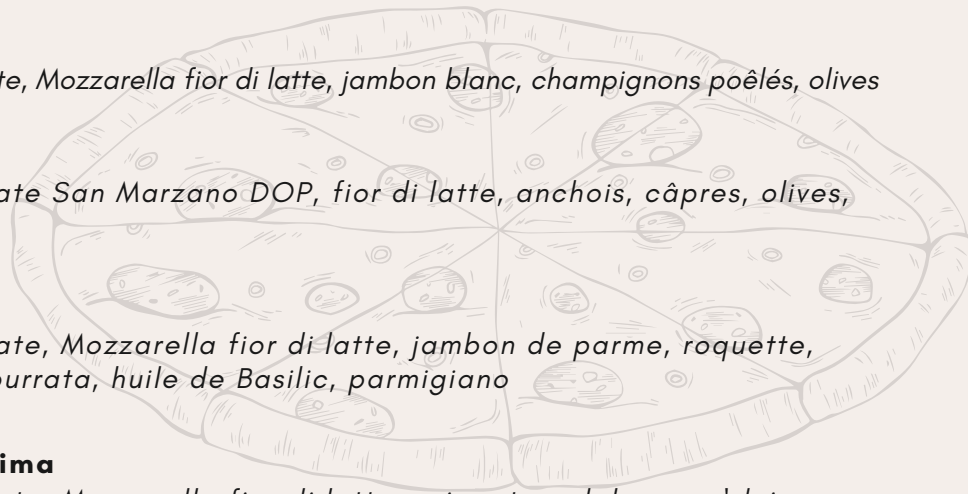 te, Mozzarella fior di latte, jambon blanc, champignons poêlés, olives
ate San Marzano DOP, fior di latte, anchois, câpres, olives,
ate, Mozzarella fior di latte, jambon de parme, roquette,
burrata, huile de Basilic, parmigiano
ima